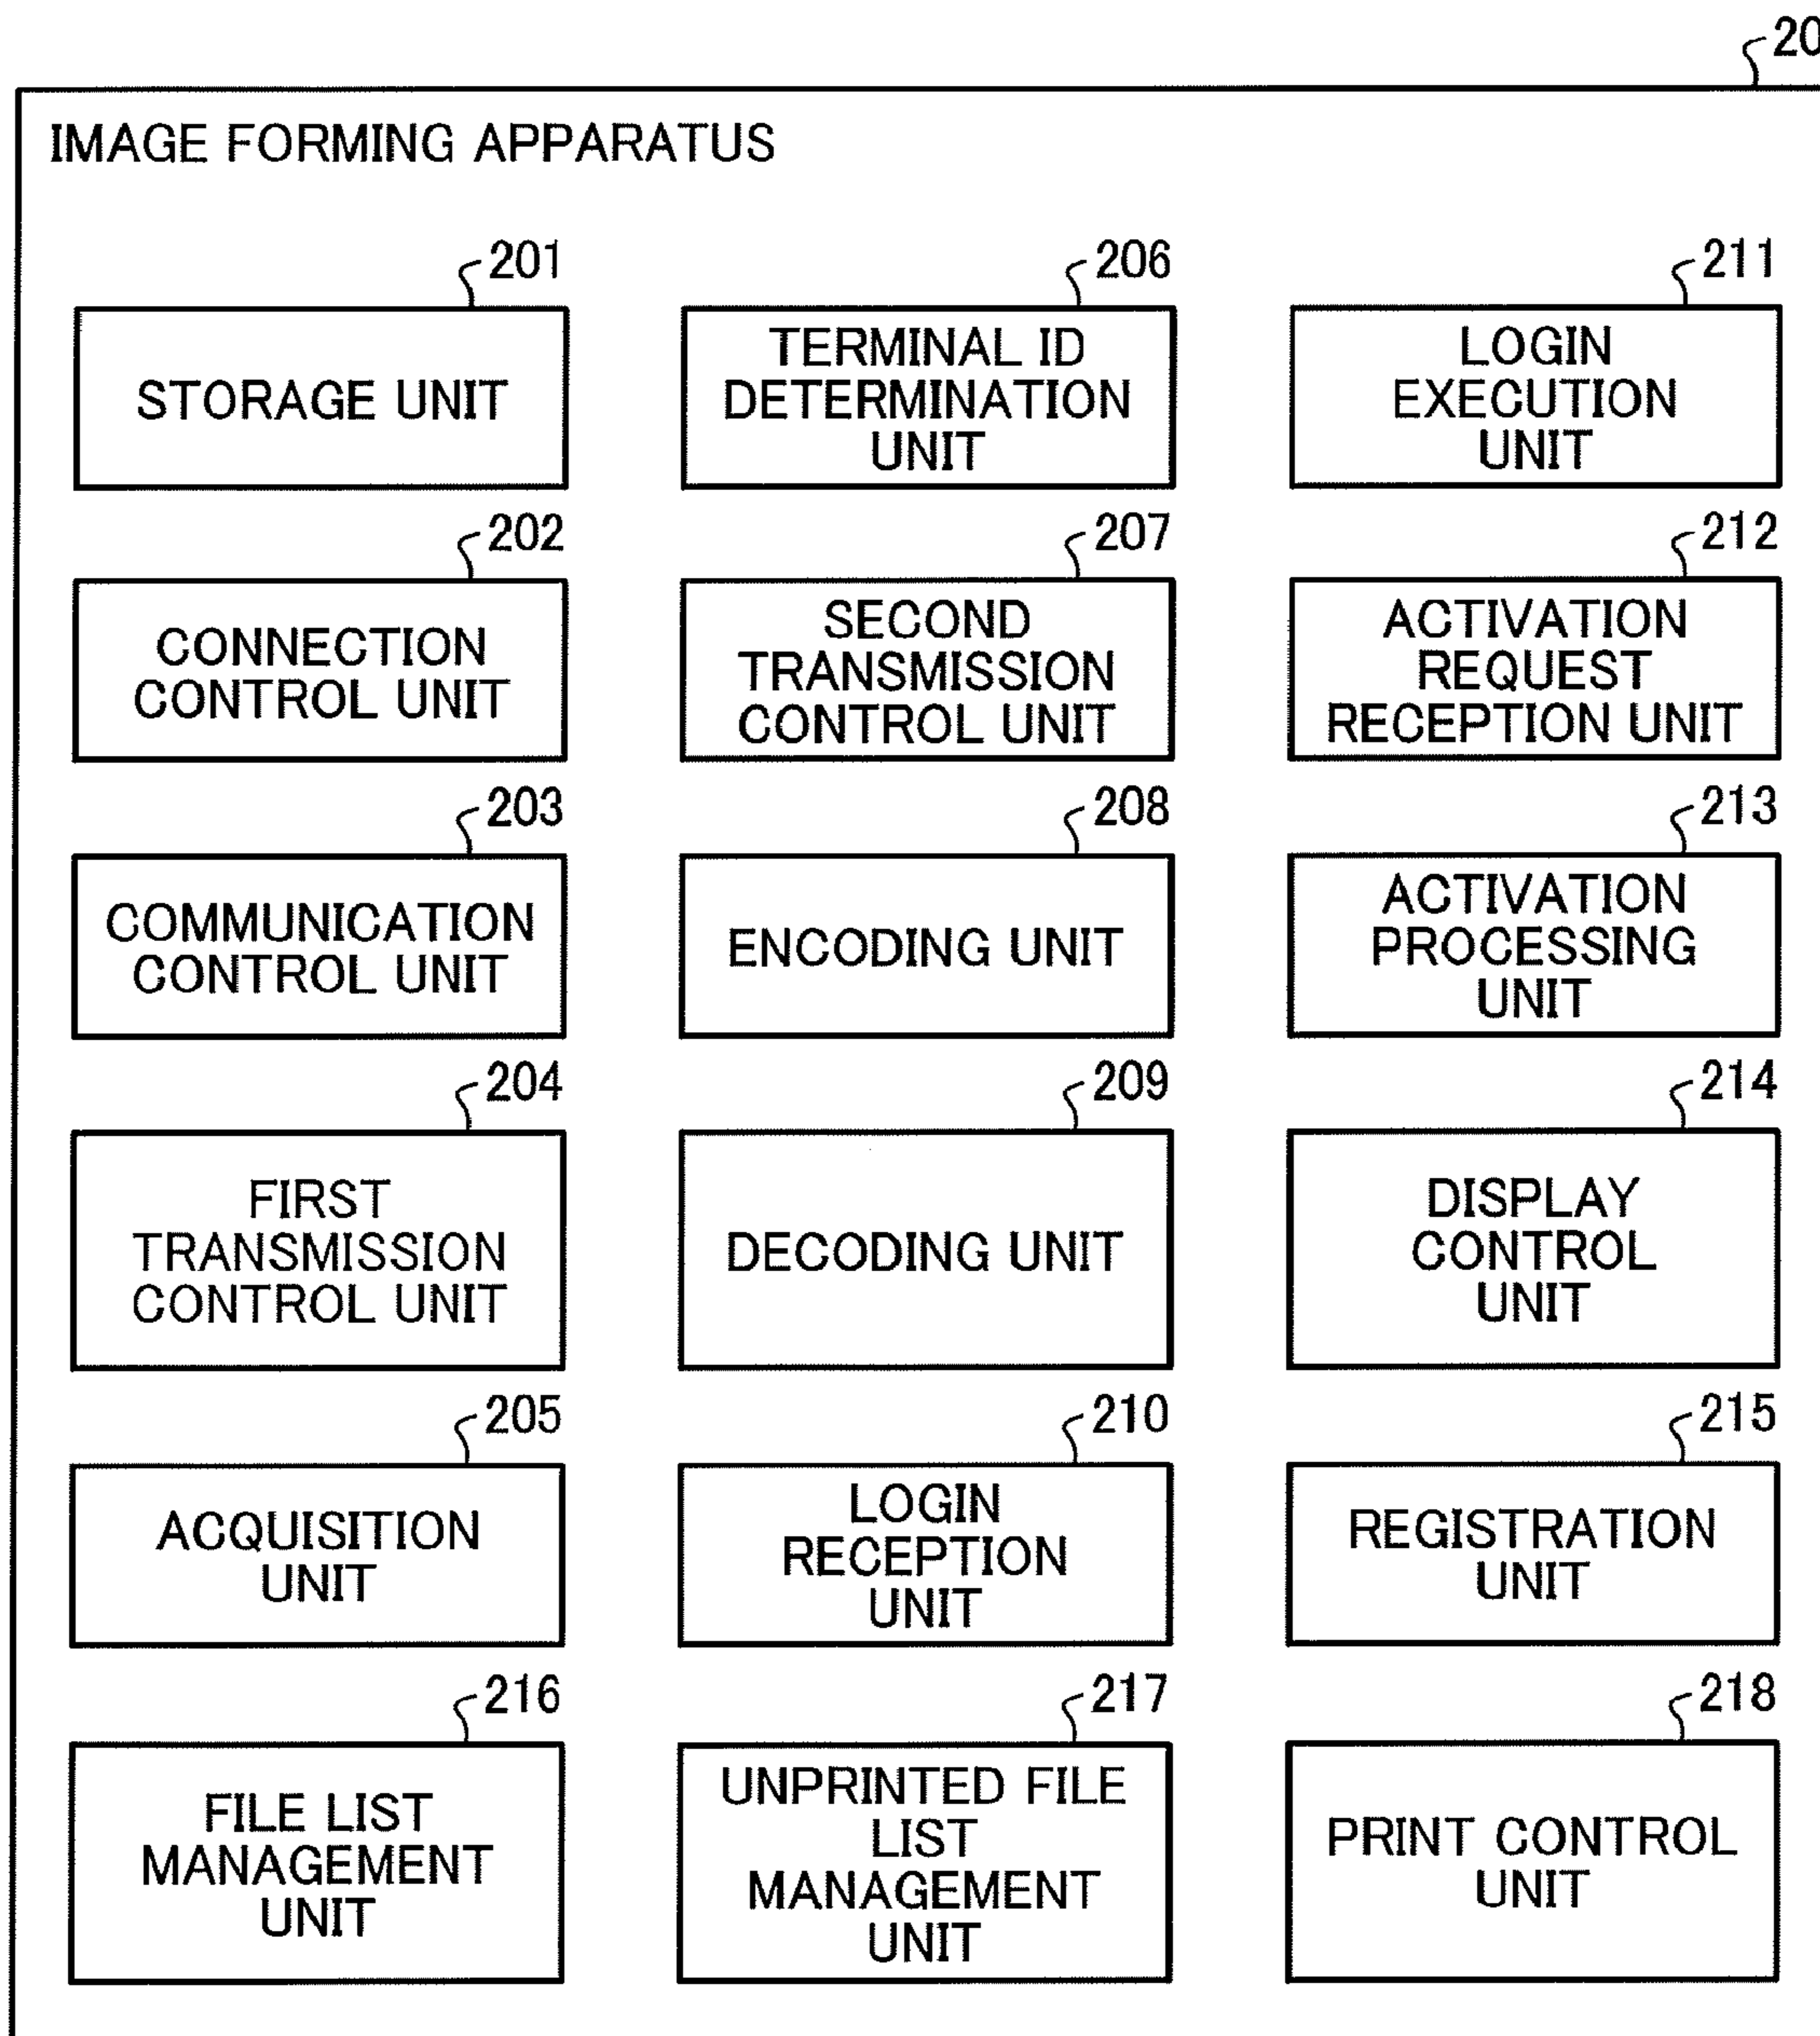 20
IMAGE FORMING APPARATUS
201
STORAGE UNIT
206
TERMINAL ID
DETERMINATION
UNIT
211
LOGIN
EXECUTION
UNIT
202
CONNECTION
CONTROL UNIT
207
SECOND
TRANSMISSION
CONTROL UNIT
212
ACTIVATION
REQUEST
RECEPTION UNIT
203
COMMUNICATION
CONTROL UNIT
208
ENCODING UNIT
213
ACTIVATION
PROCESSING
UNIT
204
FIRST
TRANSMISSION
CONTROL UNIT
209
DECODING UNIT
214
DISPLAY
CONTROL
UNIT
205
ACQUISITION
UNIT
210
LOGIN
RECEPTION
UNIT
215
REGISTRATION
UNIT
216
FILE LIST
MANAGEMENT
UNIT
217
UNPRINTED FILE
LIST
MANAGEMENT
UNIT
218
PRINT CONTROL
UNIT